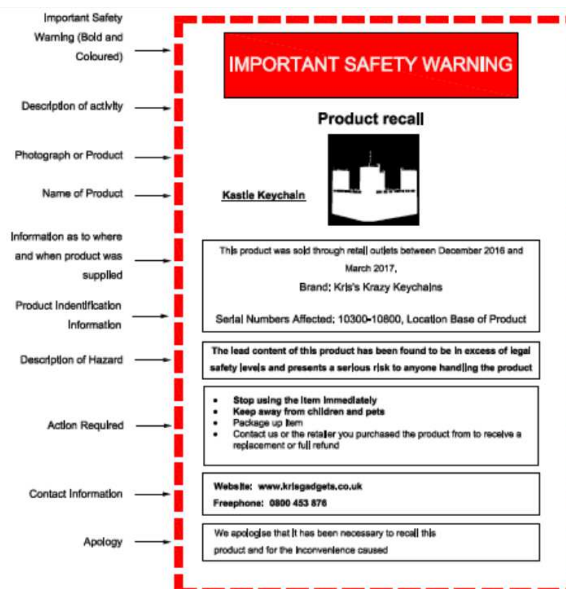 Important Safety
Warning (Bold and
Coloured)
IMPORTANT SAFETY WARNING
Description of activity
Product recall
Photograph or Product
Name of Product
Kastle Keychain
Information as to where
and when product was
supplied
This product was sold through retail outlets between December 2016 and
March 2017,
Brand: Kris's Krazy Keychains
Product Indentification
Information
Serial Numbers Affected: 10300-10800, Location Base of Product
Description of Hazard
The lead content of this product has been found to be in excess of legal
safety levels and presents a serious risk to anyone handling the product
Action Required
• Stop using the item immediately
• Keep away from children and pets
• Package up item
• Contact us or the retailer you purchased the product from to receive a
replacement or full refund
Contact Information
Website: www.krisgadgets.co.uk
Freephone: 0800 453 876
Apology
We apologise that it has been necessary to recall this
product and for the inconvenience caused